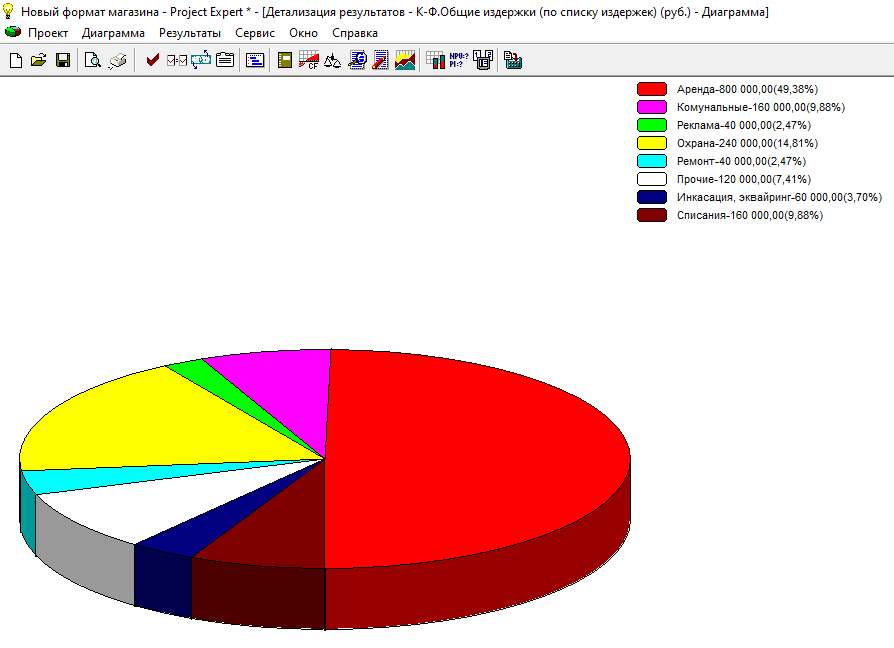 Новый формат магазина - Project Expert * - [Детализация результатов - К-Ф.Общие издержки (по списку издержек) (руб.) - Диаграмма]
Проект Диаграмма Результаты Сервис Окно Справка
CF NPV:? PI:?
Аренда-800 000,00(49,38%)
Комунальные-160 000,00(9,88%)
Реклама-40 000,00(2,47%)
Охрана-240 000,00(14,81%)
Ремонт-40 000,00(2,47%)
Прочие-120 000,00(7,41%)
Инкасация, эквайринг-60 000,00(3,70%)
Списания-160 000,00(9,88%)